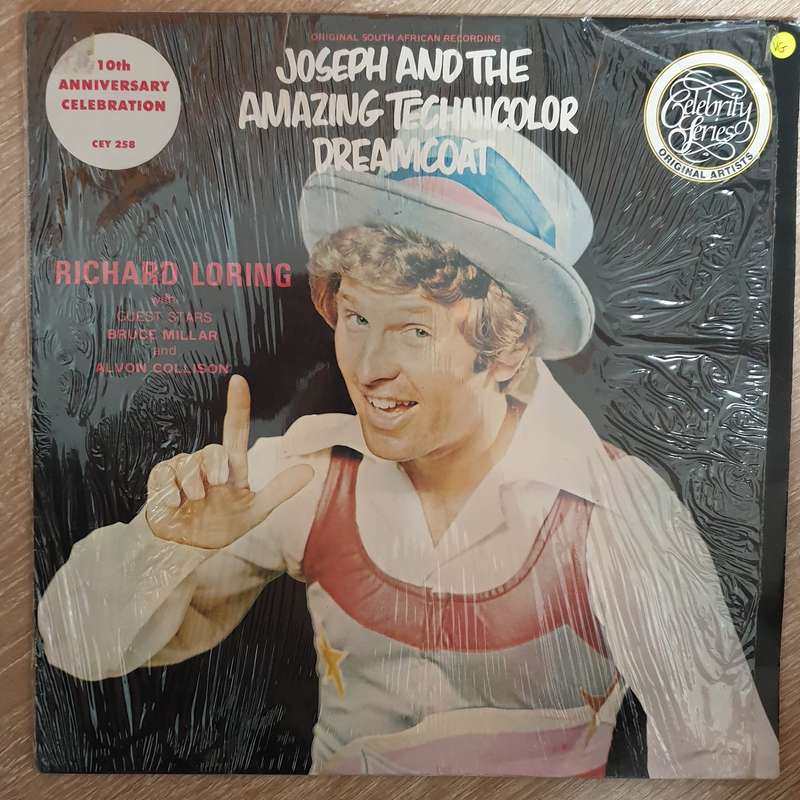 ORIGINAL SOUTH AFRICAN RECORDING
JOSEPH AND THE
AMAZING TECHNICOLOR
DREAMCOAT
10th
ANNIVERSARY
CELEBRATION
CEY 258
Celebrity
Series
ORIGINAL ARTISTS
VG
RICHARD LORING
with
GUEST STARS
BRUCE MILLAR
and
ALVON COLLISON